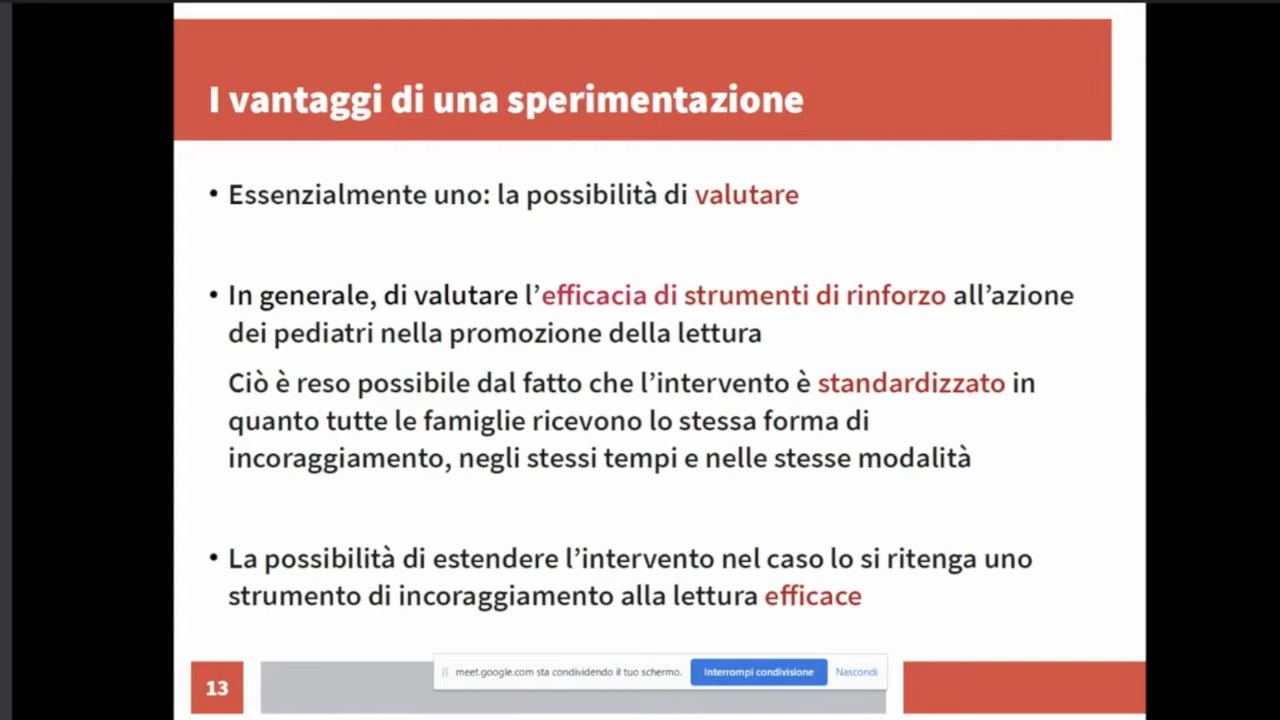 I vantaggi di una sperimentazione
• Essenzialmente uno: la possibilità di valutare
• In generale, di valutare l’efficacia di strumenti di rinforzo all’azione
dei pediatri nella promozione della lettura
Ciò è reso possibile dal fatto che l’intervento è standardizzato in
quanto tutte le famiglie ricevono lo stessa forma di
incoraggiamento, negli stessi tempi e nelle stesse modalità
• La possibilità di estendere l’intervento nel caso lo si ritenga uno
strumento di incoraggiamento alla lettura efficace
meet.google.com sta condividendo il tuo schermo. Interrompi condivisione Nascondi
13